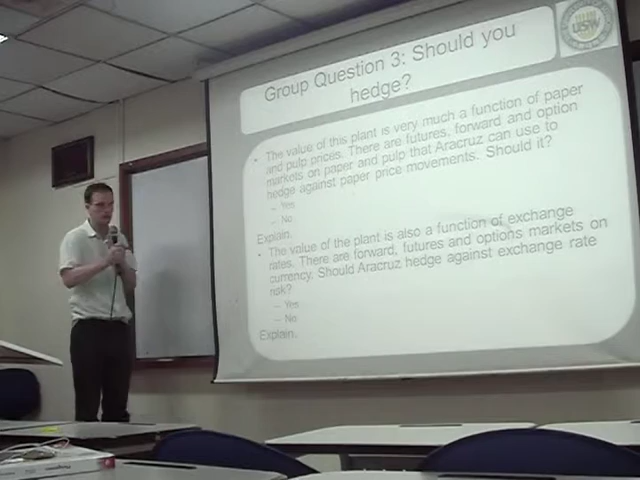 Group Question 3: Should you
hedge?
USW
• The value of this plant is very much a function of paper
and pulp prices. There are futures, forward and option
markets on paper and pulp that Aracruz can use to
hedge against paper price movements. Should it?
– Yes
– No
Explain.
• The value of the plant is also a function of exchange
rates. There are forward, futures and options markets on
currency. Should Aracruz hedge against exchange rate
risk?
– Yes
– No
Explain.